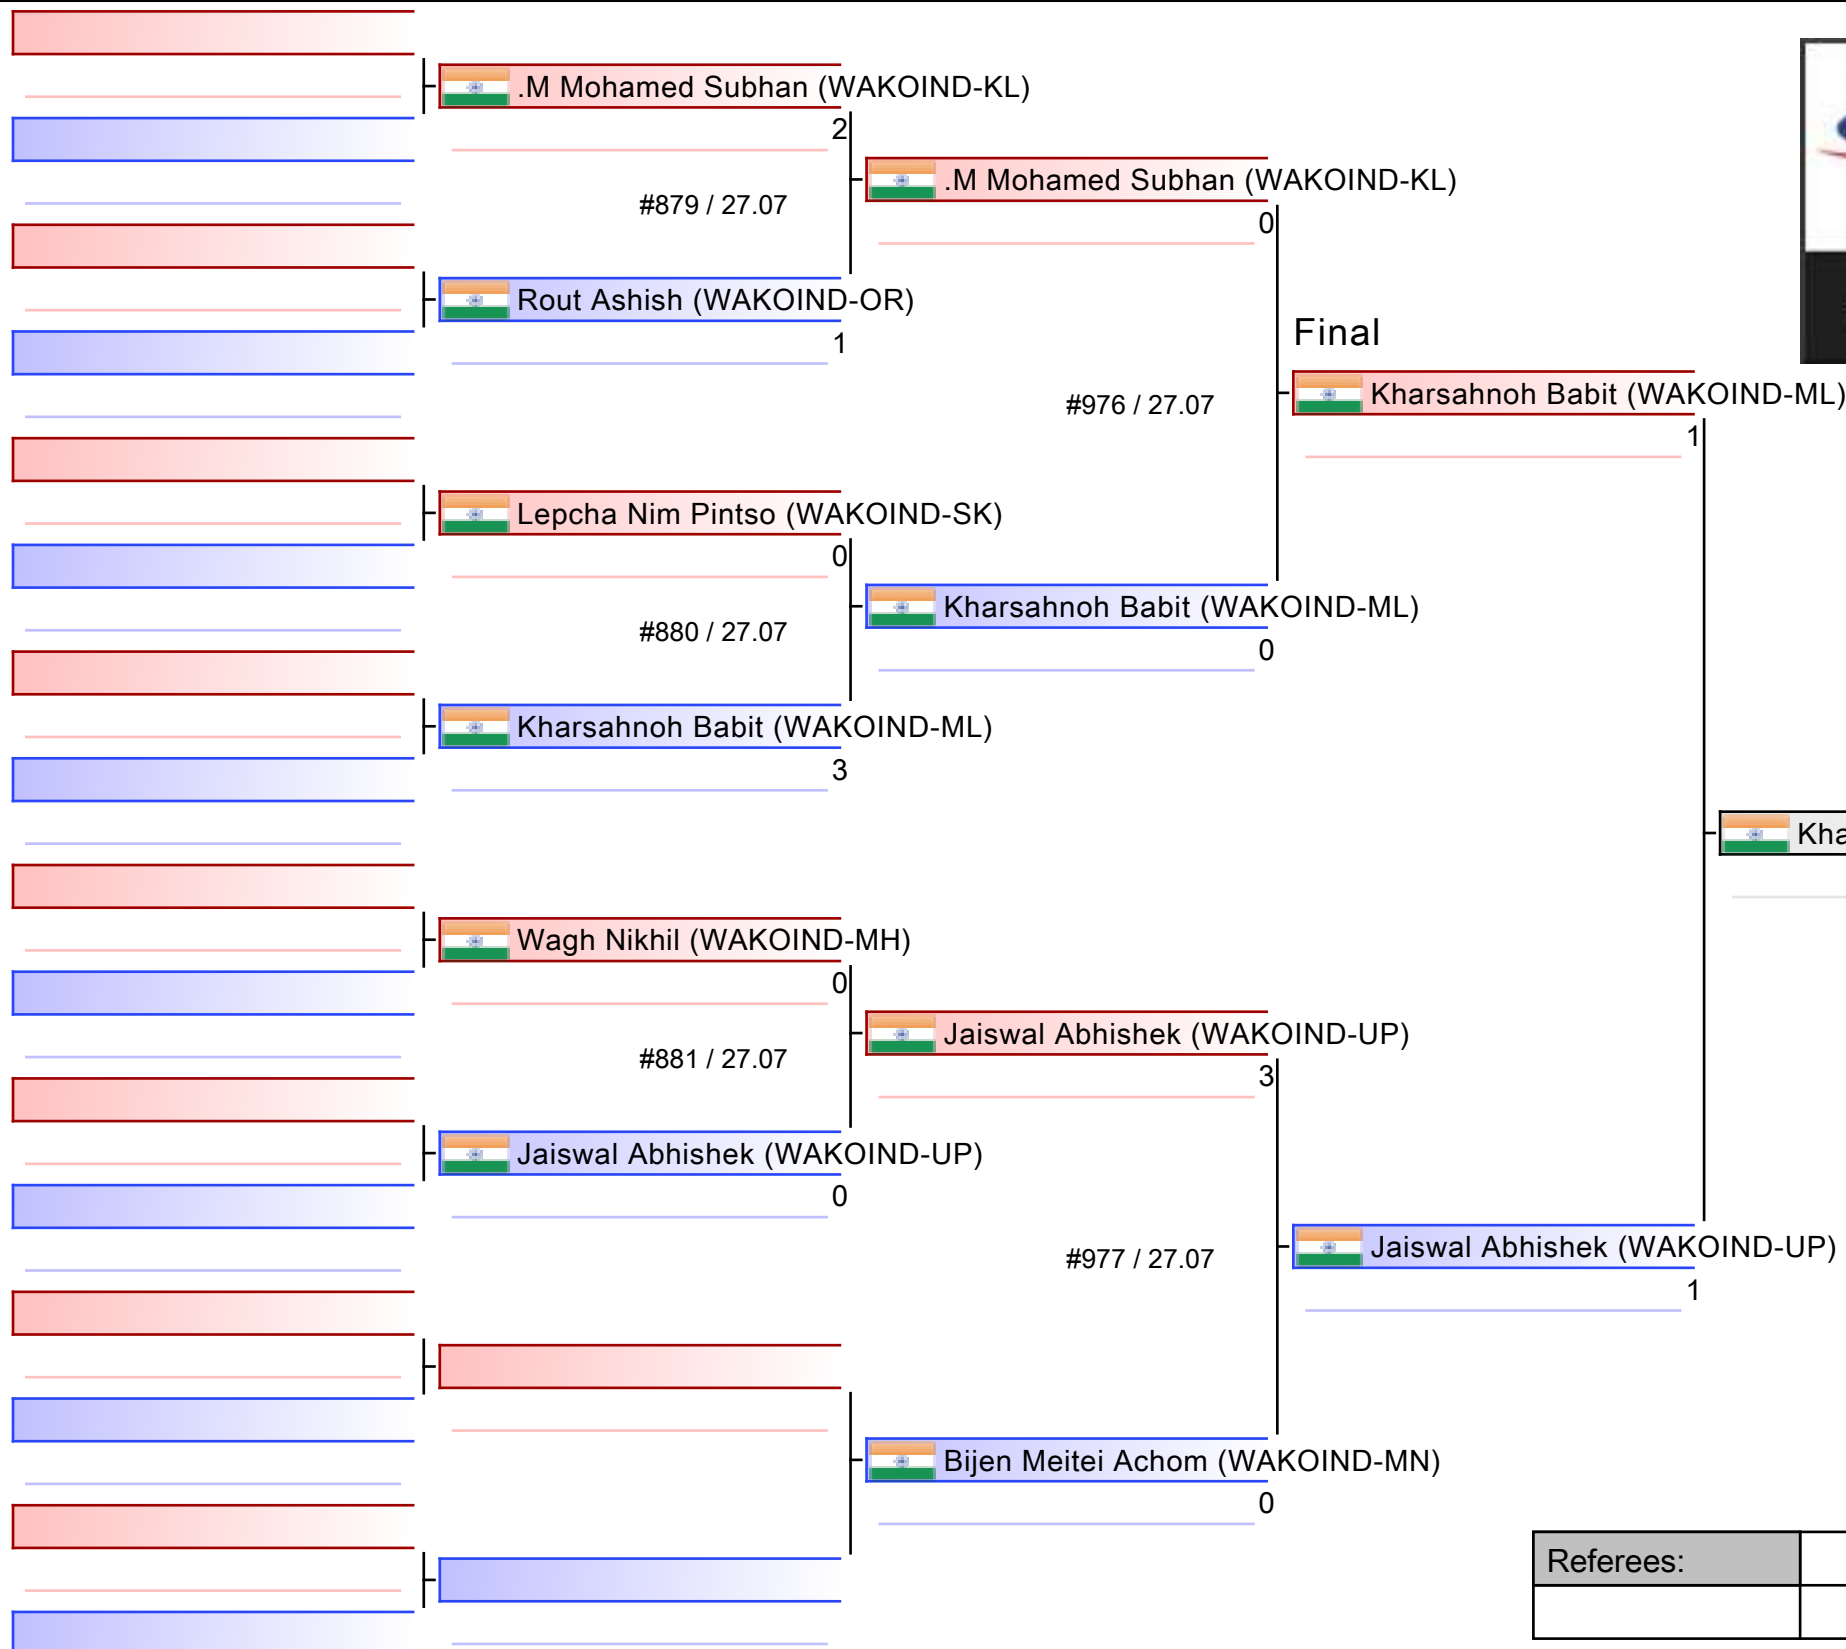 .M Mohamed Subhan (WAKOIND-KL)
2
#879 / 27.07
Rout Ashish (WAKOIND-OR)
1
Lepcha Nim Pintso (WAKOIND-SK)
0
#880 / 27.07
Kharsahnoh Babit (WAKOIND-ML)
3
Wagh Nikhil (WAKOIND-MH)
0
#881 / 27.07
Jaiswal Abhishek (WAKOIND-UP)
0
.M Mohamed Subhan (WAKOIND-KL)
0
#976 / 27.07
Kharsahnoh Babit (WAKOIND-ML)
0
Jaiswal Abhishek (WAKOIND-UP)
3
#977 / 27.07
Bijen Meitei Achom (WAKOIND-MN)
0
Final
Kharsahnoh Babit (WAKOIND-ML)
1
Jaiswal Abhishek (WAKOIND-UP)
1
Kha
Referees: